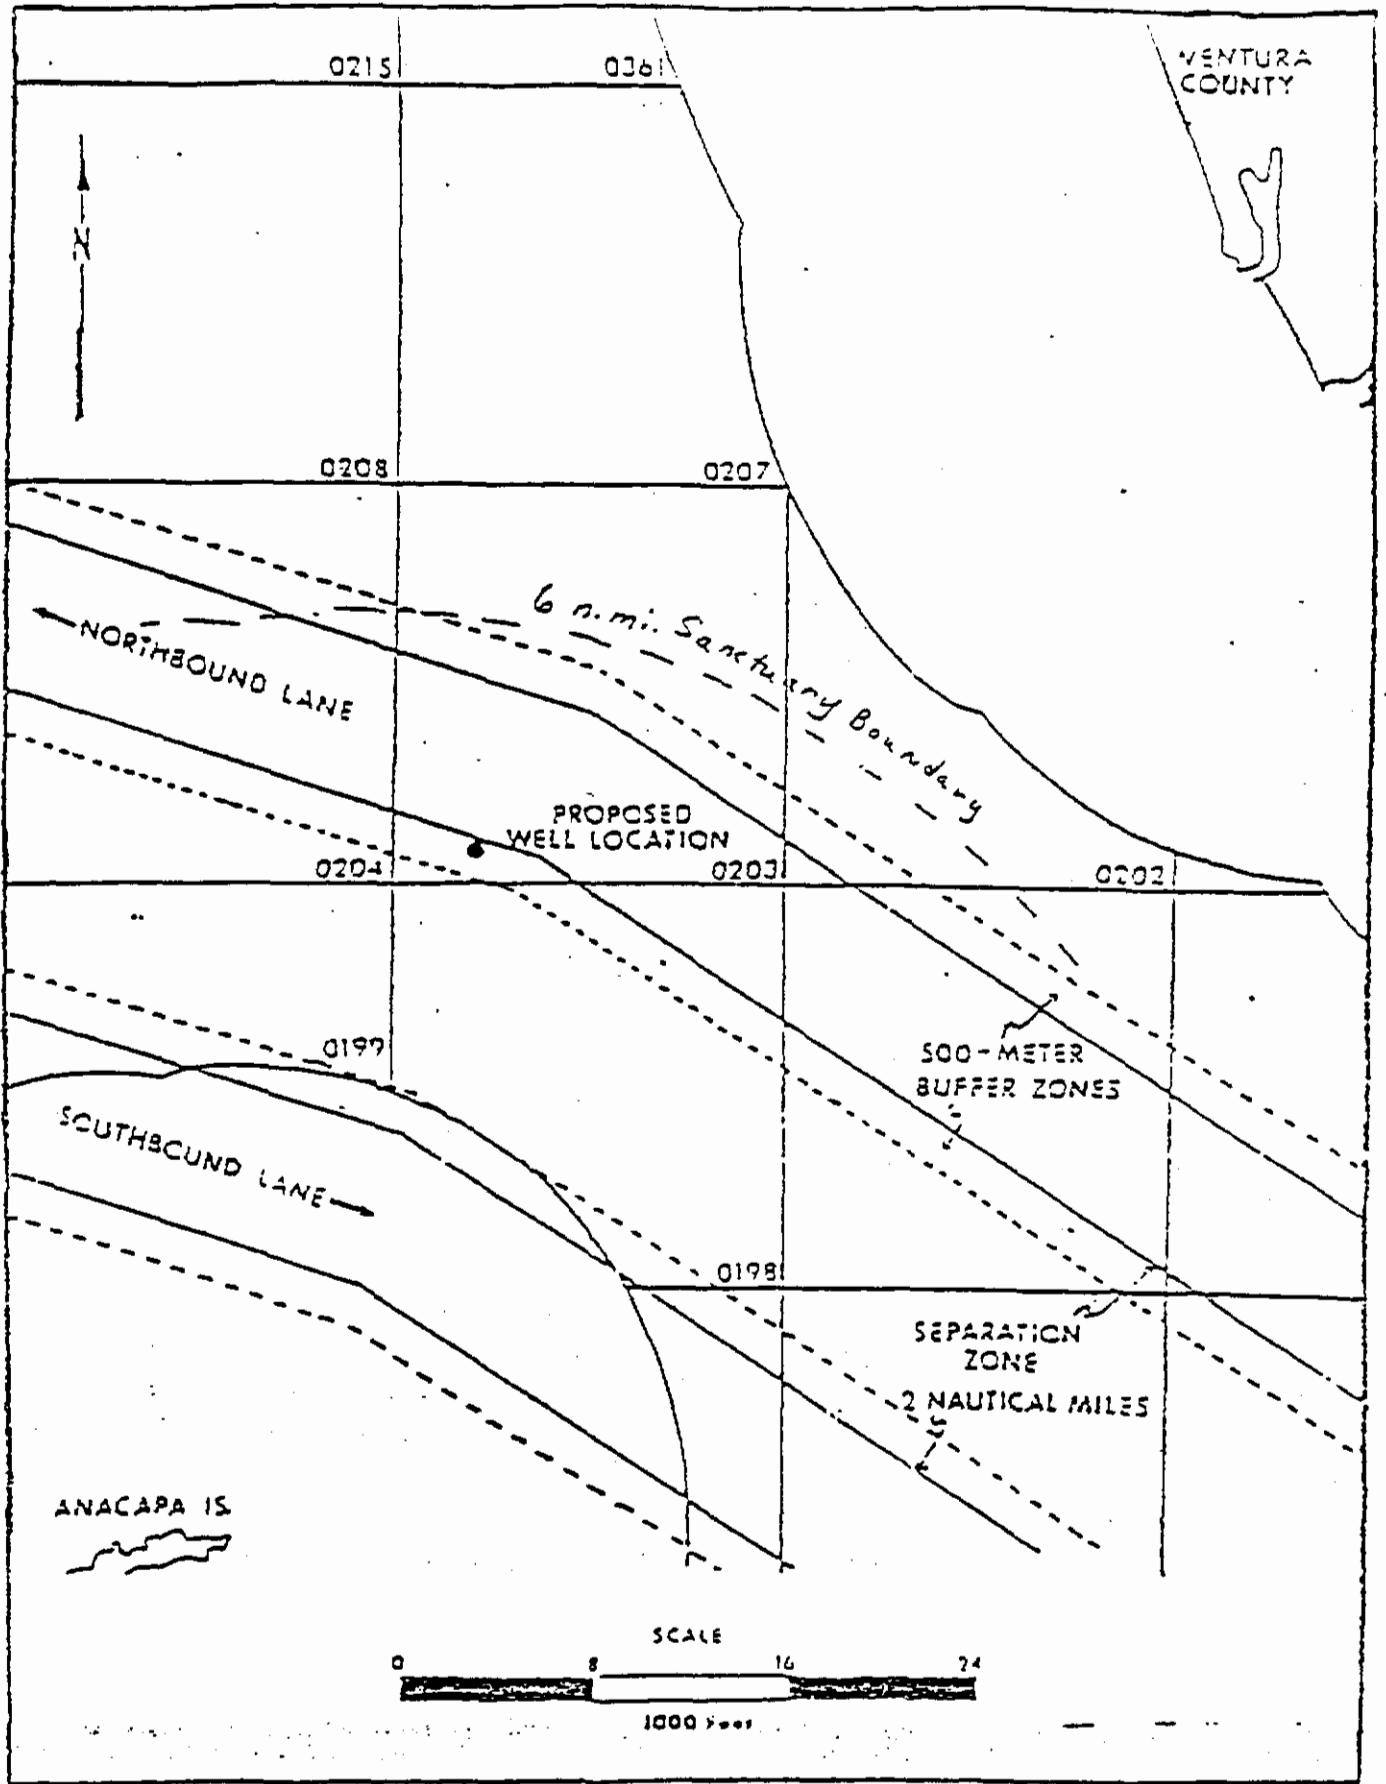 0215
0361
VENTURA
COUNTY
N
0208
0207
6 n.mi. Sanctuary Boundary
NORTHBOUND LANE
PROPOSED
WELL LOCATION
0204
0203
0202
0199
500-METER
BUFFER ZONES
SOUTHBOUND LANE
0198
SEPARATION
ZONE
2 NAUTICAL MILES
ANACAPA IS.
SCALE
0 8 16 24
1000 Feet